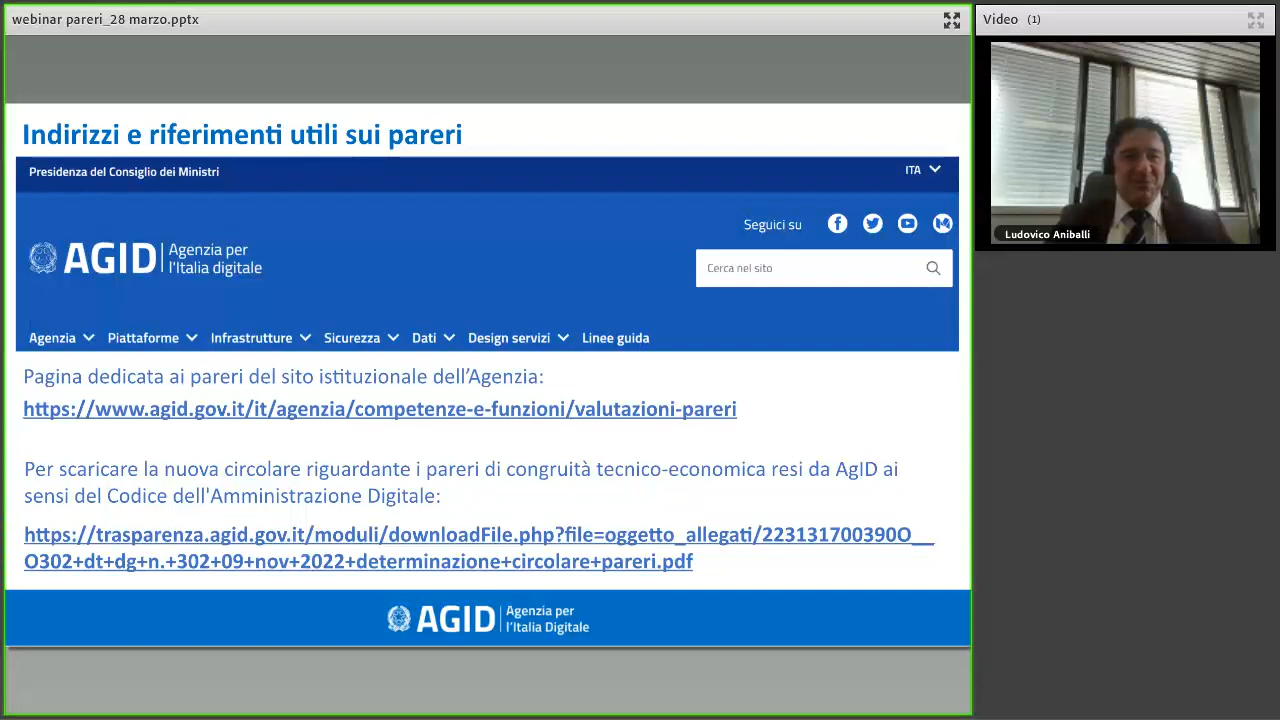 webinar pareri_28 marzo.pptx
Video (1)
Ludovico Aniballi
Indirizzi e riferimenti utili sui pareri
Presidenza del Consiglio dei Ministri
ITA
Seguici su
AGID
Agenzia per
l'Italia digitale
Cerca nel sito
Agenzia Piattaforme Infrastrutture Sicurezza Dati Design servizi Linee guida
Pagina dedicata ai pareri del sito istituzionale dell’Agenzia:
https://www.agid.gov.it/it/agenzia/competenze-e-funzioni/valutazioni-pareri
Per scaricare la nuova circolare riguardante i pareri di congruità tecnico-economica resi da AgID ai
sensi del Codice dell'Amministrazione Digitale:
https://trasparenza.agid.gov.it/moduli/downloadFile.php?file=oggetto_allegati/223131700390O__
O302+dt+dg+n.+302+09+nov+2022+determinazione+circolare+pareri.pdf
AGID
Agenzia per
l’Italia Digitale